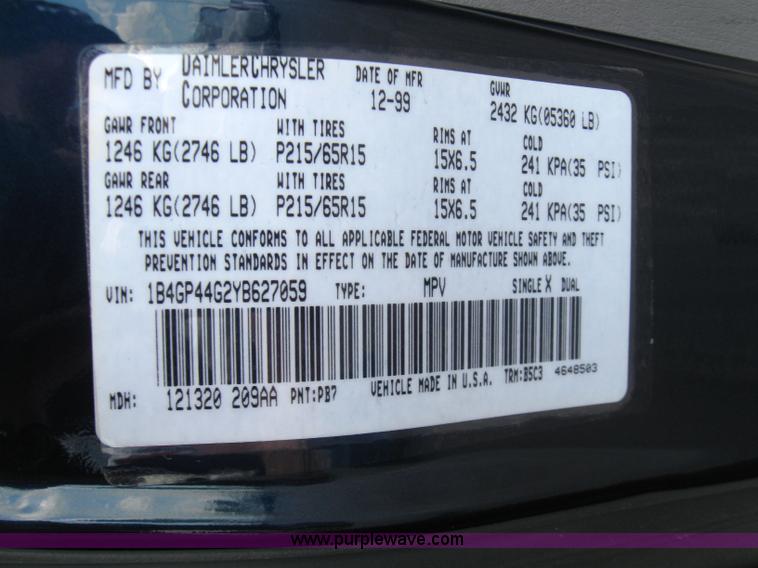 MFD BY DAIMLERCHRYSLER CORPORATION DATE OF MFR 12-99 GVWR 2432 KG(05360 LB)
GAWR FRONT WITH TIRES RIMS AT COLD
1246 KG(2746 LB) P215/65R15 15X6.5 241 KPA(35 PSI)
GAWR REAR WITH TIRES RIMS AT COLD
1246 KG(2746 LB) P215/65R15 15X6.5 241 KPA(35 PSI)
THIS VEHICLE CONFORMS TO ALL APPLICABLE FEDERAL MOTOR VEHICLE SAFETY AND THEFT
PREVENTION STANDARDS IN EFFECT ON THE DATE OF MANUFACTURE SHOWN ABOVE.
VIN: 1B4GP44G2YB627059 TYPE: MPV SINGLE X DUAL
MDH: 121320 209AA PNT:PB7 VEHICLE MADE IN U.S.A. TRM:B5C3 4648503
www.purplewave.com